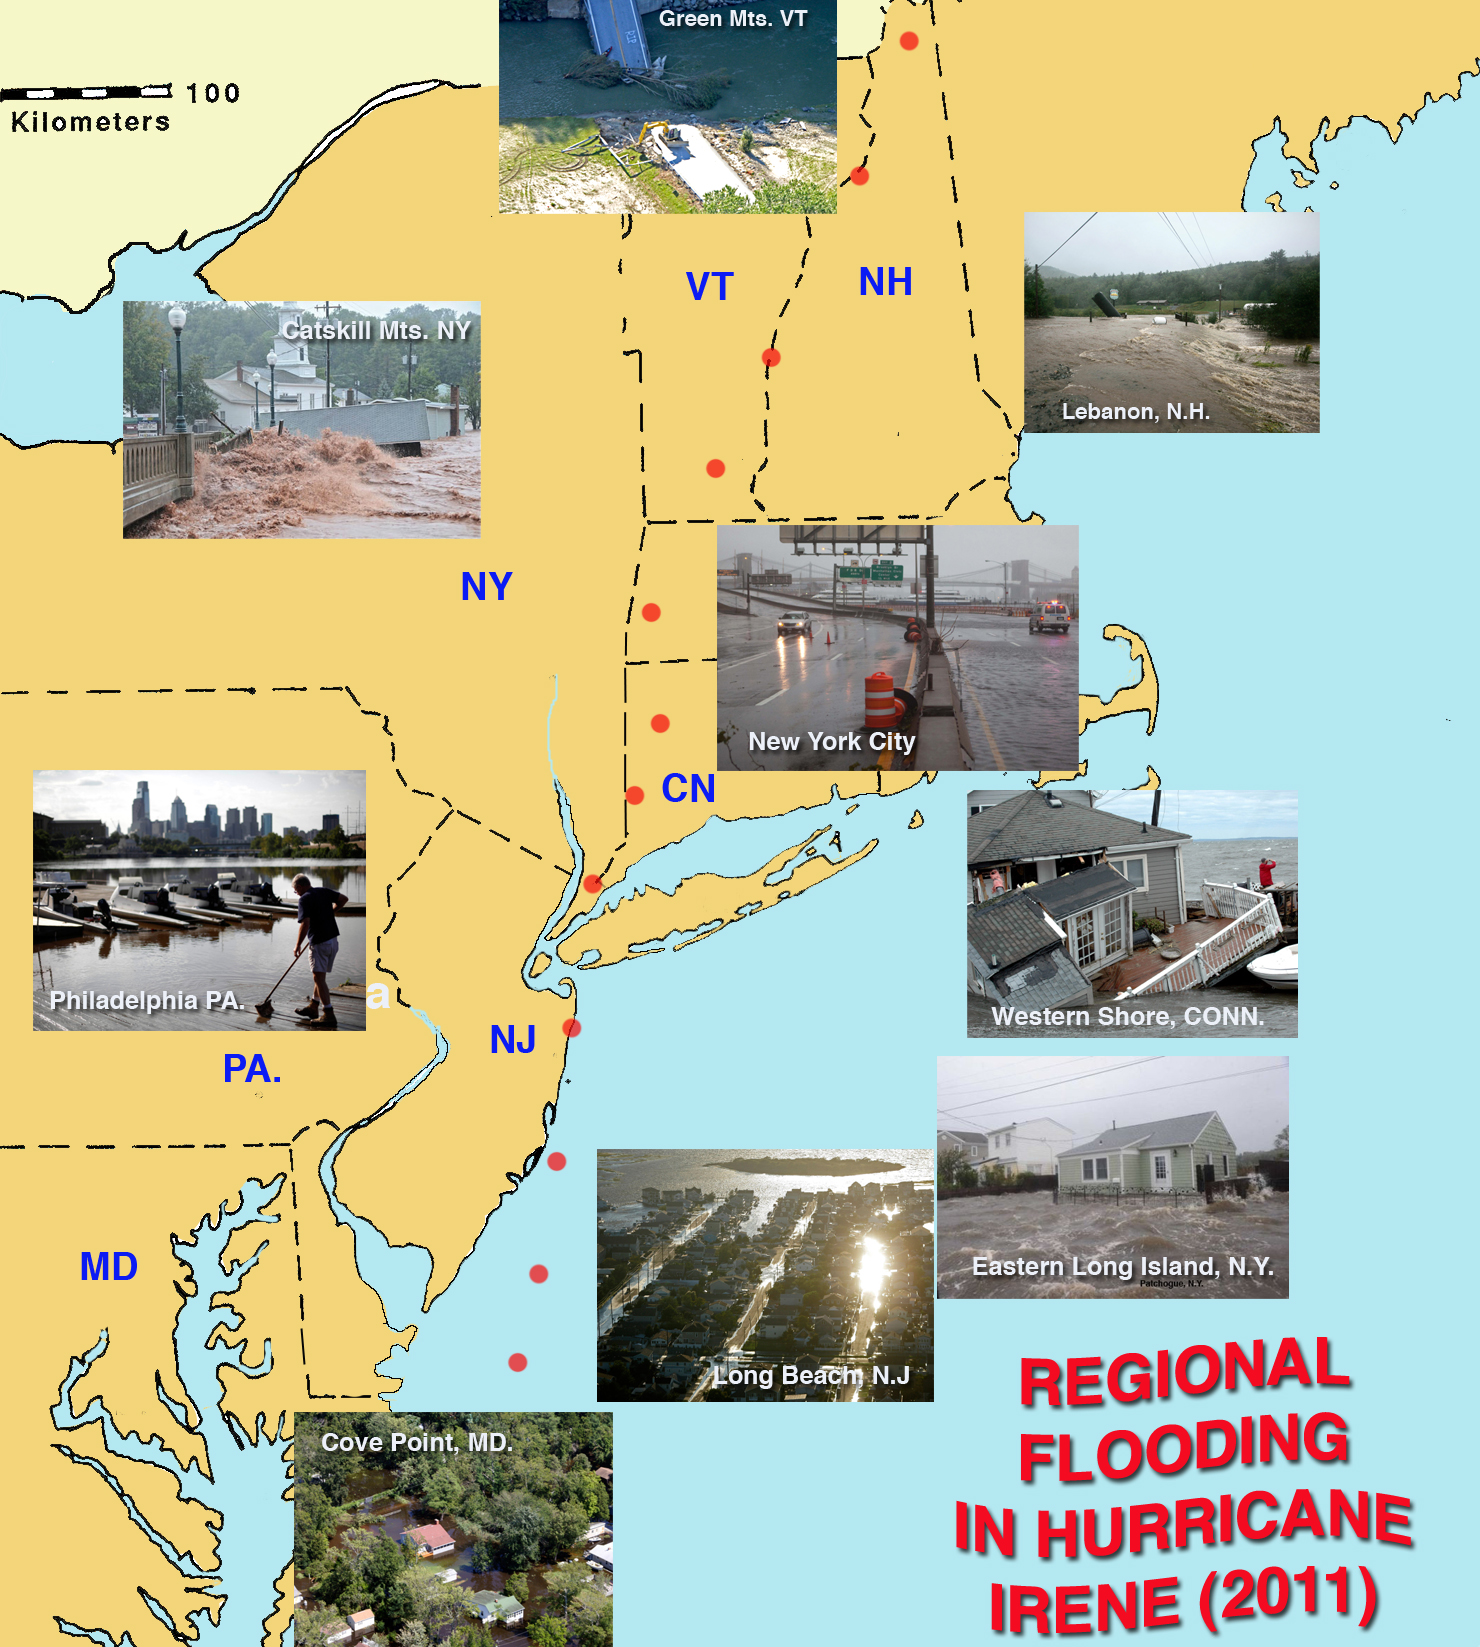 Green Mts. VT
100
Kilometers
VT
NH
Catskill Mts. NY
Lebanon, N.H.
NY
New York City
CN
Philadelphia PA.
a
NJ
PA.
Western Shore, CONN.
MD
Eastern Long Island, N.Y.
Patchogue, N.Y.
Long Beach, N.J
Cove Point, MD.
REGIONAL
FLOODING
IN HURRICANE
IRENE (2011)